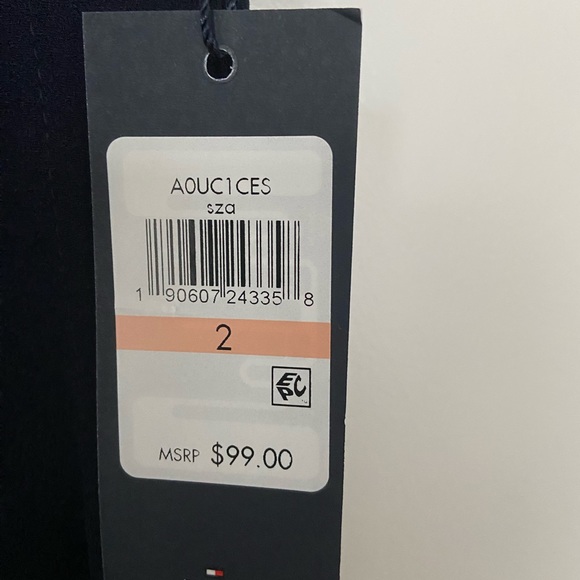 A0UC1CES
sza
1 90607 24335 8
2
EPC
MSRP $99.00